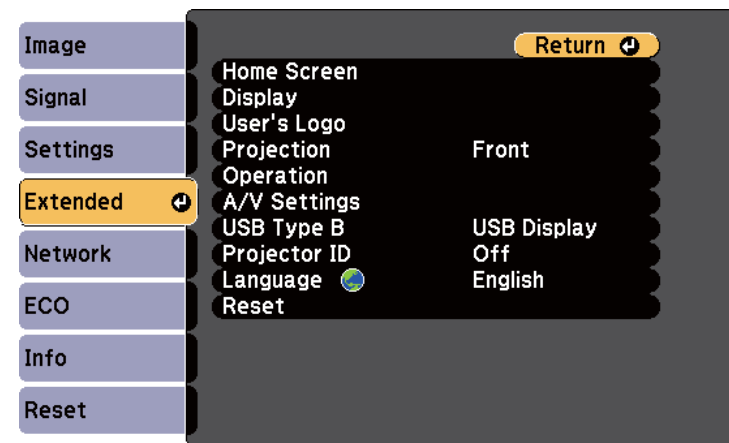 Image
Signal
Settings
Extended
Network
ECO
Info
Reset
Return
Home Screen
Display
User's Logo
Projection Front
Operation
A/V Settings
USB Type B USB Display
Projector ID Off
Language English
Reset